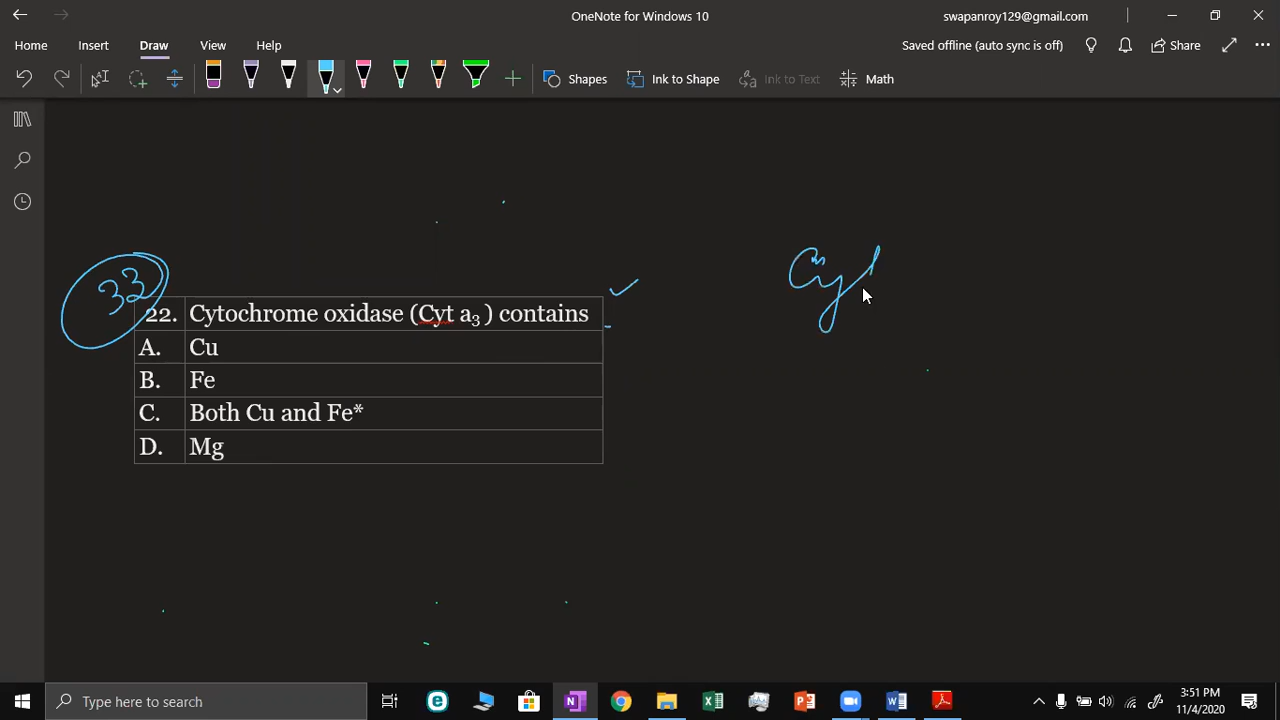 OneNote for Windows 10
swapanroy129@gmail.com
Home Insert Draw View Help
Saved offline (auto sync is off)
Share
Shapes
Ink to Shape
Ink to Text
Math
33
22. Cytochrome oxidase (Cyt a₃ ) contains
A. Cu
B. Fe
C. Both Cu and Fe*
D. Mg
Type here to search
3:51 PM
11/4/2020